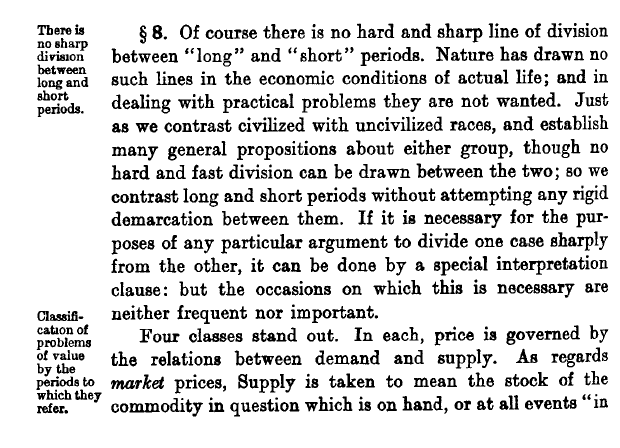 There is
no sharp
division
between
long and
short
periods.
§ 8. Of course there is no hard and sharp line of division
between "long" and "short" periods. Nature has drawn no
such lines in the economic conditions of actual life; and in
dealing with practical problems they are not wanted. Just
as we contrast civilized with uncivilized races, and establish
many general propositions about either group, though no
hard and fast division can be drawn between the two; so we
contrast long and short periods without attempting any rigid
demarcation between them. If it is necessary for the pur-
poses of any particular argument to divide one case sharply
from the other, it can be done by a special interpretation
clause: but the occasions on which this is necessary are
neither frequent nor important.
Classifi-
cation of
problems
of value
by the
periods to
which they
refer.
Four classes stand out. In each, price is governed by
the relations between demand and supply. As regards
market prices, Supply is taken to mean the stock of the
commodity in question which is on hand, or at all events "in